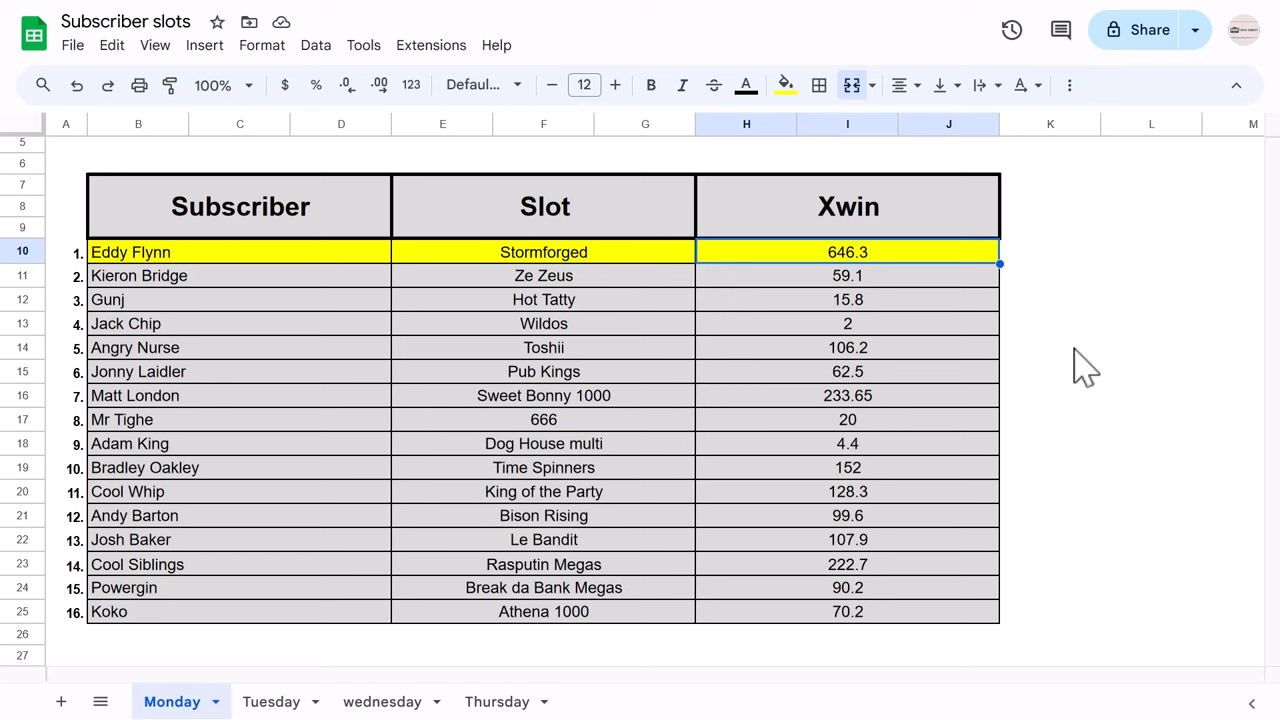 Subscriber slots
File Edit View Insert Format Data Tools Extensions Help
Share
100% $ % .0 .00 123 Defaul... 12 B I A
A B C D E F G H I J K L M
5
6
7
8
9
Subscriber Slot Xwin
10 1. Eddy Flynn Stormforged 646.3
11 2. Kieron Bridge Ze Zeus 59.1
12 3. Gunj Hot Tatty 15.8
13 4. Jack Chip Wildos 2
14 5. Angry Nurse Toshii 106.2
15 6. Jonny Laidler Pub Kings 62.5
16 7. Matt London Sweet Bonny 1000 233.65
17 8. Mr Tighe 666 20
18 9. Adam King Dog House multi 4.4
19 10. Bradley Oakley Time Spinners 152
20 11. Cool Whip King of the Party 128.3
21 12. Andy Barton Bison Rising 99.6
22 13. Josh Baker Le Bandit 107.9
23 14. Cool Siblings Rasputin Megas 222.7
24 15. Powergin Break da Bank Megas 90.2
25 16. Koko Athena 1000 70.2
26
27
Monday Tuesday wednesday Thursday